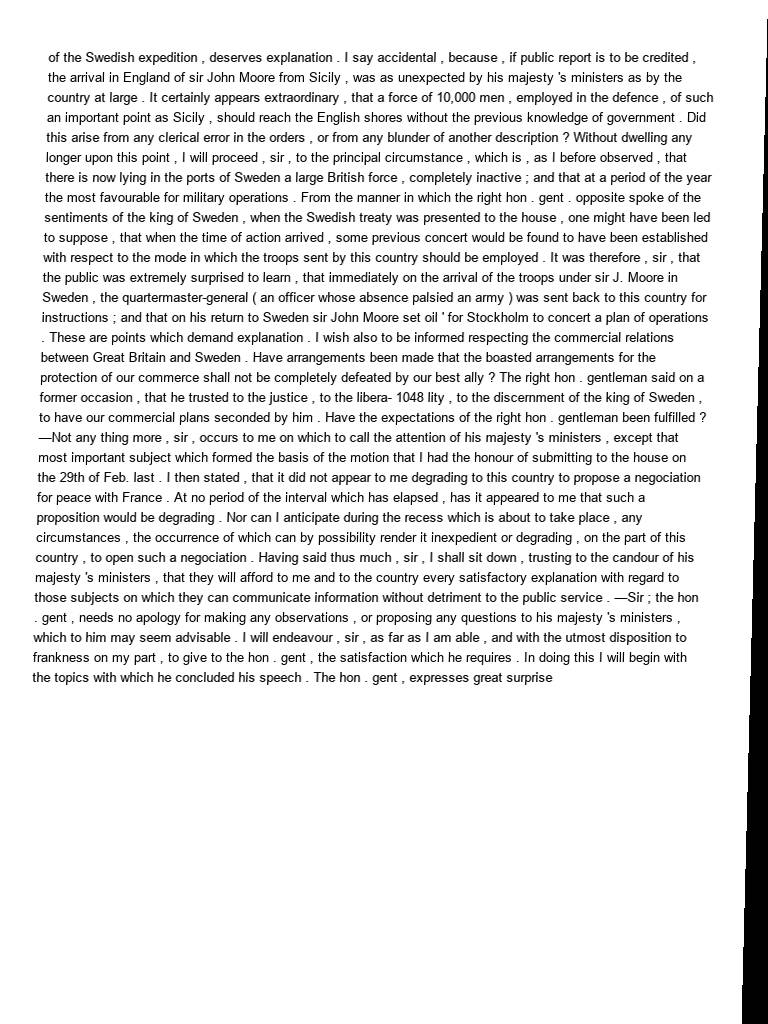 of the Swedish expedition , deserves explanation . I say accidental , because , if public report is to be credited ,
the arrival in England of sir John Moore from Sicily , was as unexpected by his majesty 's ministers as by the
country at large . It certainly appears extraordinary , that a force of 10,000 men , employed in the defence , of such
an important point as Sicily , should reach the English shores without the previous knowledge of government . Did
this arise from any clerical error in the orders , or from any blunder of another description ? Without dwelling any
longer upon this point , I will proceed , sir , to the principal circumstance , which is , as I before observed , that
there is now lying in the ports of Sweden a large British force , completely inactive ; and that at a period of the year
the most favourable for military operations . From the manner in which the right hon . gent . opposite spoke of the
sentiments of the king of Sweden , when the Swedish treaty was presented to the house , one might have been led
to suppose , that when the time of action arrived , some previous concert would be found to have been established
with respect to the mode in which the troops sent by this country should be employed . It was therefore , sir , that
the public was extremely surprised to learn , that immediately on the arrival of the troops under sir J. Moore in
Sweden , the quartermaster-general ( an officer whose absence palsied an army ) was sent back to this country for
instructions ; and that on his return to Sweden sir John Moore set oil ' for Stockholm to concert a plan of operations
. These are points which demand explanation . I wish also to be informed respecting the commercial relations
between Great Britain and Sweden . Have arrangements been made that the boasted arrangements for the
protection of our commerce shall not be completely defeated by our best ally ? The right hon . gentleman said on a
former occasion , that he trusted to the justice , to the libera- 1048 lity , to the discernment of the king of Sweden ,
to have our commercial plans seconded by him . Have the expectations of the right hon . gentleman been fulfilled ?
—Not any thing more , sir , occurs to me on which to call the attention of his majesty 's ministers , except that
most important subject which formed the basis of the motion that I had the honour of submitting to the house on
the 29th of Feb. last . I then stated , that it did not appear to me degrading to this country to propose a negociation
for peace with France . At no period of the interval which has elapsed , has it appeared to me that such a
proposition would be degrading . Nor can I anticipate during the recess which is about to take place , any
circumstances , the occurrence of which can by possibility render it inexpedient or degrading , on the part of this
country , to open such a negociation . Having said thus much , sir , I shall sit down , trusting to the candour of his
majesty 's ministers , that they will afford to me and to the country every satisfactory explanation with regard to
those subjects on which they can communicate information without detriment to the public service . —Sir ; the hon
. gent , needs no apology for making any observations , or proposing any questions to his majesty 's ministers ,
which to him may seem advisable . I will endeavour , sir , as far as I am able , and with the utmost disposition to
frankness on my part , to give to the hon . gent , the satisfaction which he requires . In doing this I will begin with
the topics with which he concluded his speech . The hon . gent , expresses great surprise